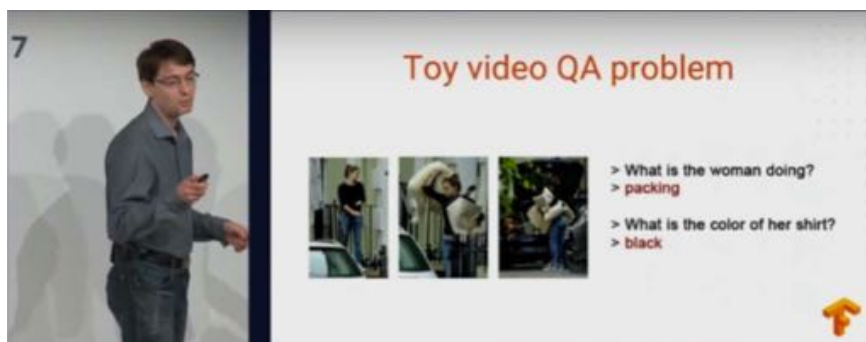 7
Toy video QA problem
> What is the woman doing?
> packing
> What is the color of her shirt?
> black